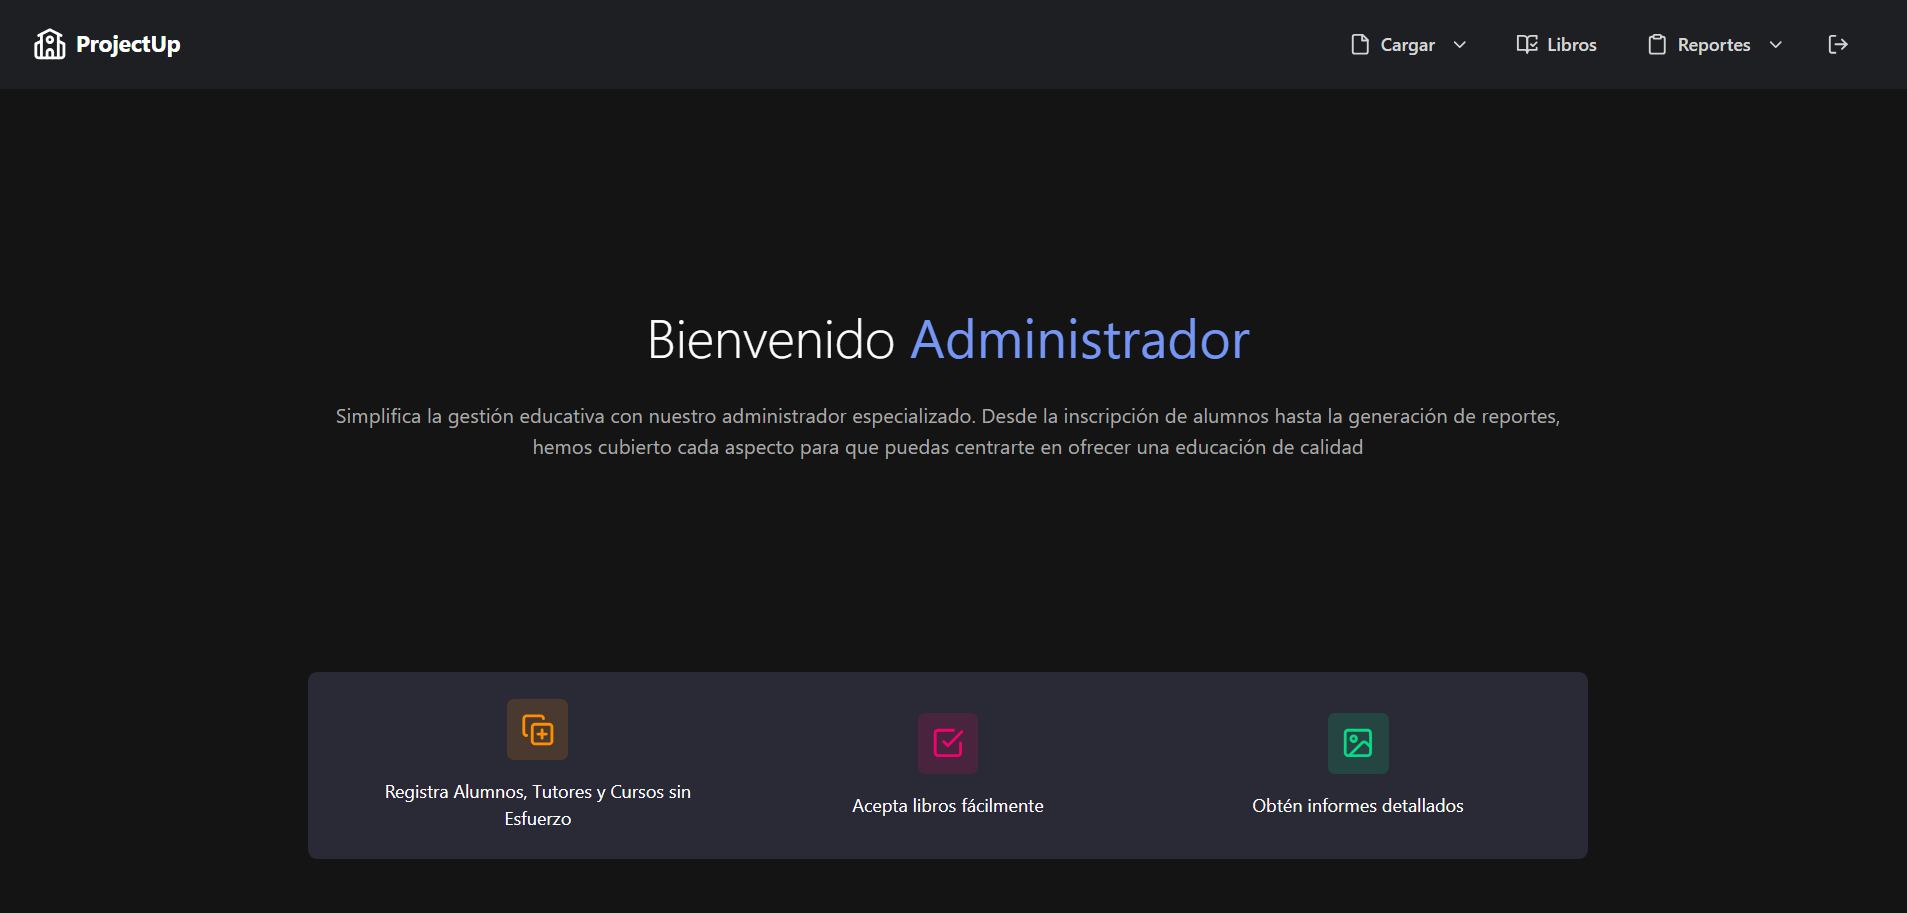 ProjectUp
Cargar
Libros
Reportes
Bienvenido Administrador
Simplifica la gestión educativa con nuestro administrador especializado. Desde la inscripción de alumnos hasta la generación de reportes,
hemos cubierto cada aspecto para que puedas centrarte en ofrecer una educación de calidad
Registra Alumnos, Tutores y Cursos sin
Esfuerzo
Acepta libros fácilmente
Obtén informes detallados